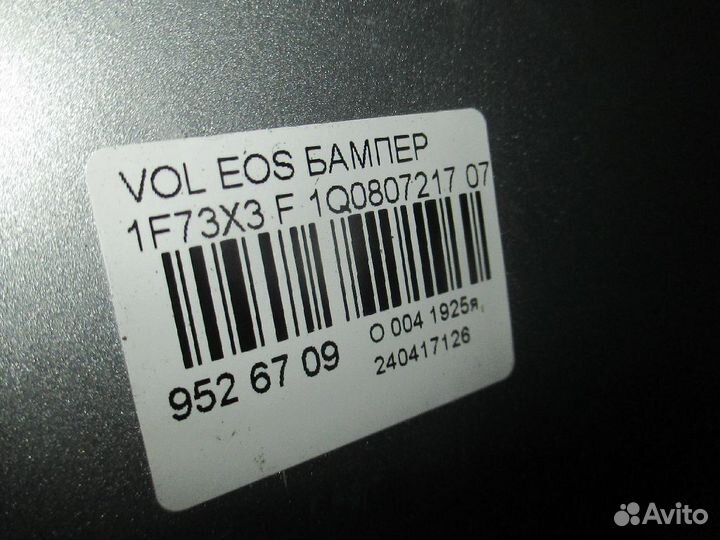 VOL EOS БАМПЕР
1F73X3 F 1Q0807217 07
952 67 09
O 004 1925я,
240417126
Avito